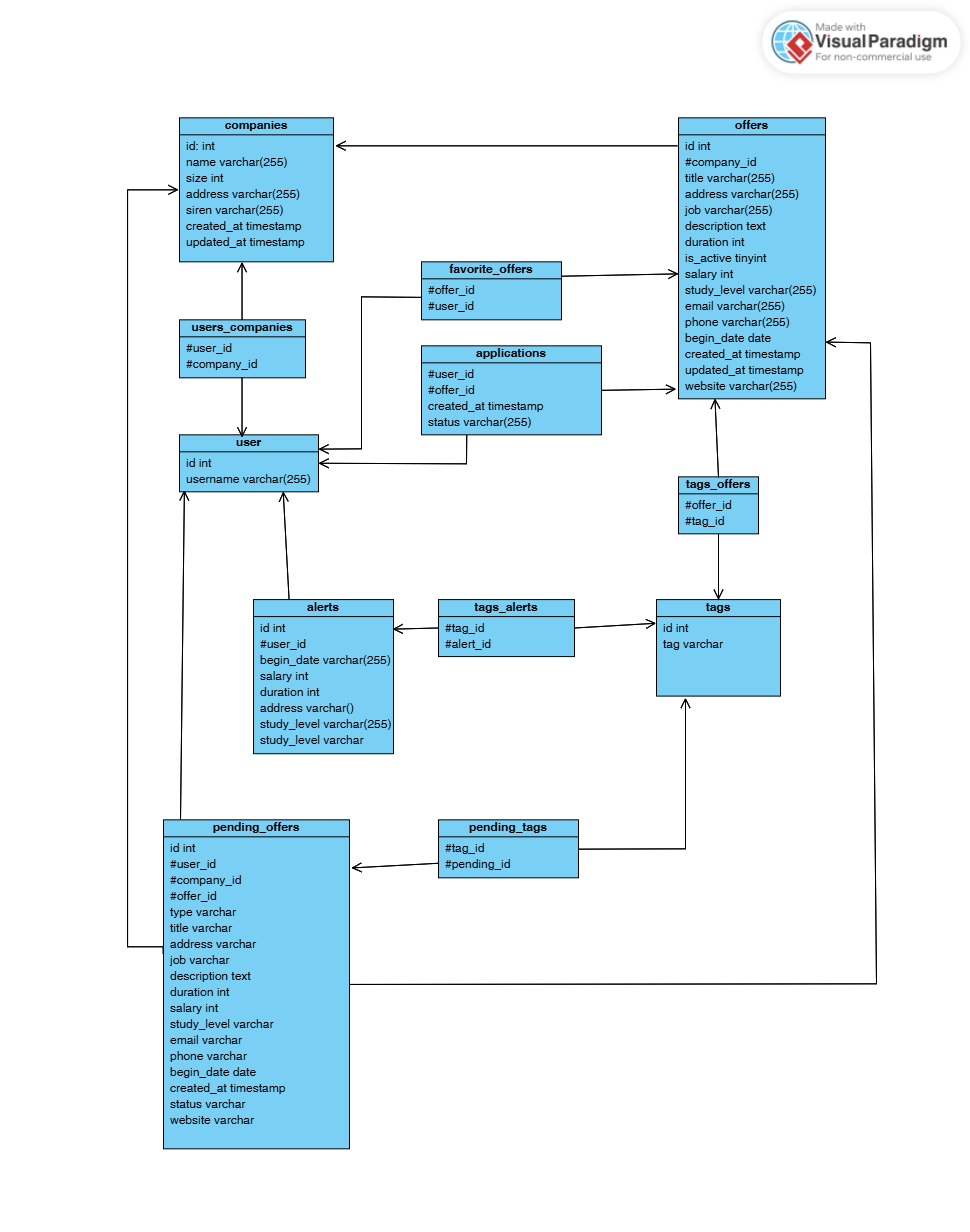 Made with
VisualParadigm
For non-commercial use
companies
id: int
name varchar(255)
size int
address varchar(255)
siren varchar(255)
created_at timestamp
updated_at timestamp
offers
id int
#company_id
title varchar(255)
address varchar(255)
job varchar(255)
description text
duration int
is_active tinyint
salary int
study_level varchar(255)
email varchar(255)
phone varchar(255)
begin_date date
created_at timestamp
updated_at timestamp
website varchar(255)
favorite_offers
#offer_id
#user_id
users_companies
#user_id
#company_id
applications
#user_id
#offer_id
created_at timestamp
status varchar(255)
user
id int
username varchar(255)
tags_offers
#offer_id
#tag_id
alerts
id int
#user_id
begin_date varchar(255)
salary int
duration int
address varchar()
study_level varchar(255)
study_level varchar
tags_alerts
#tag_id
#alert_id
tags
id int
tag varchar
pending_offers
id int
#user_id
#company_id
#offer_id
type varchar
title varchar
address varchar
job varchar
description text
duration int
salary int
study_level varchar
email varchar
phone varchar
begin_date date
created_at timestamp
status varchar
website varchar
pending_tags
#tag_id
#pending_id